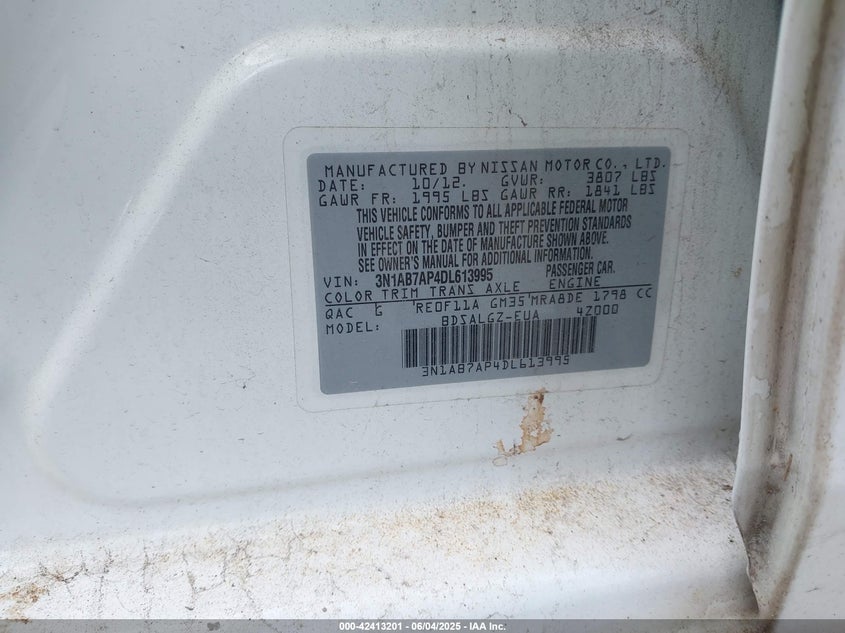 MANUFACTURED BY NISSAN MOTOR CO., LTD.
DATE: 10/12. GVWR: 3807 LBS
GAWR FR: 1995 LBS GAWR RR: 1841 LBS
THIS VEHICLE CONFORMS TO ALL APPLICABLE FEDERAL MOTOR
VEHICLE SAFETY, BUMPER AND THEFT PREVENTION STANDARDS
IN EFFECT ON THE DATE OF MANUFACTURE SHOWN ABOVE.
SEE OWNER'S MANUAL FOR ADDITIONAL INFORMATION.
VIN: 3N1AB7AP4DL613995 PASSENGER CAR.
COLOR TRIM TRANS AXLE ENGINE
QAC G RE0F11A GM35 MRA8DE 1798 CC
MODEL: BDSALGZ-EUA 4Z000
3N1AB7AP4DL613995
000-42413201 - 06/04/2025 - IAA Inc.